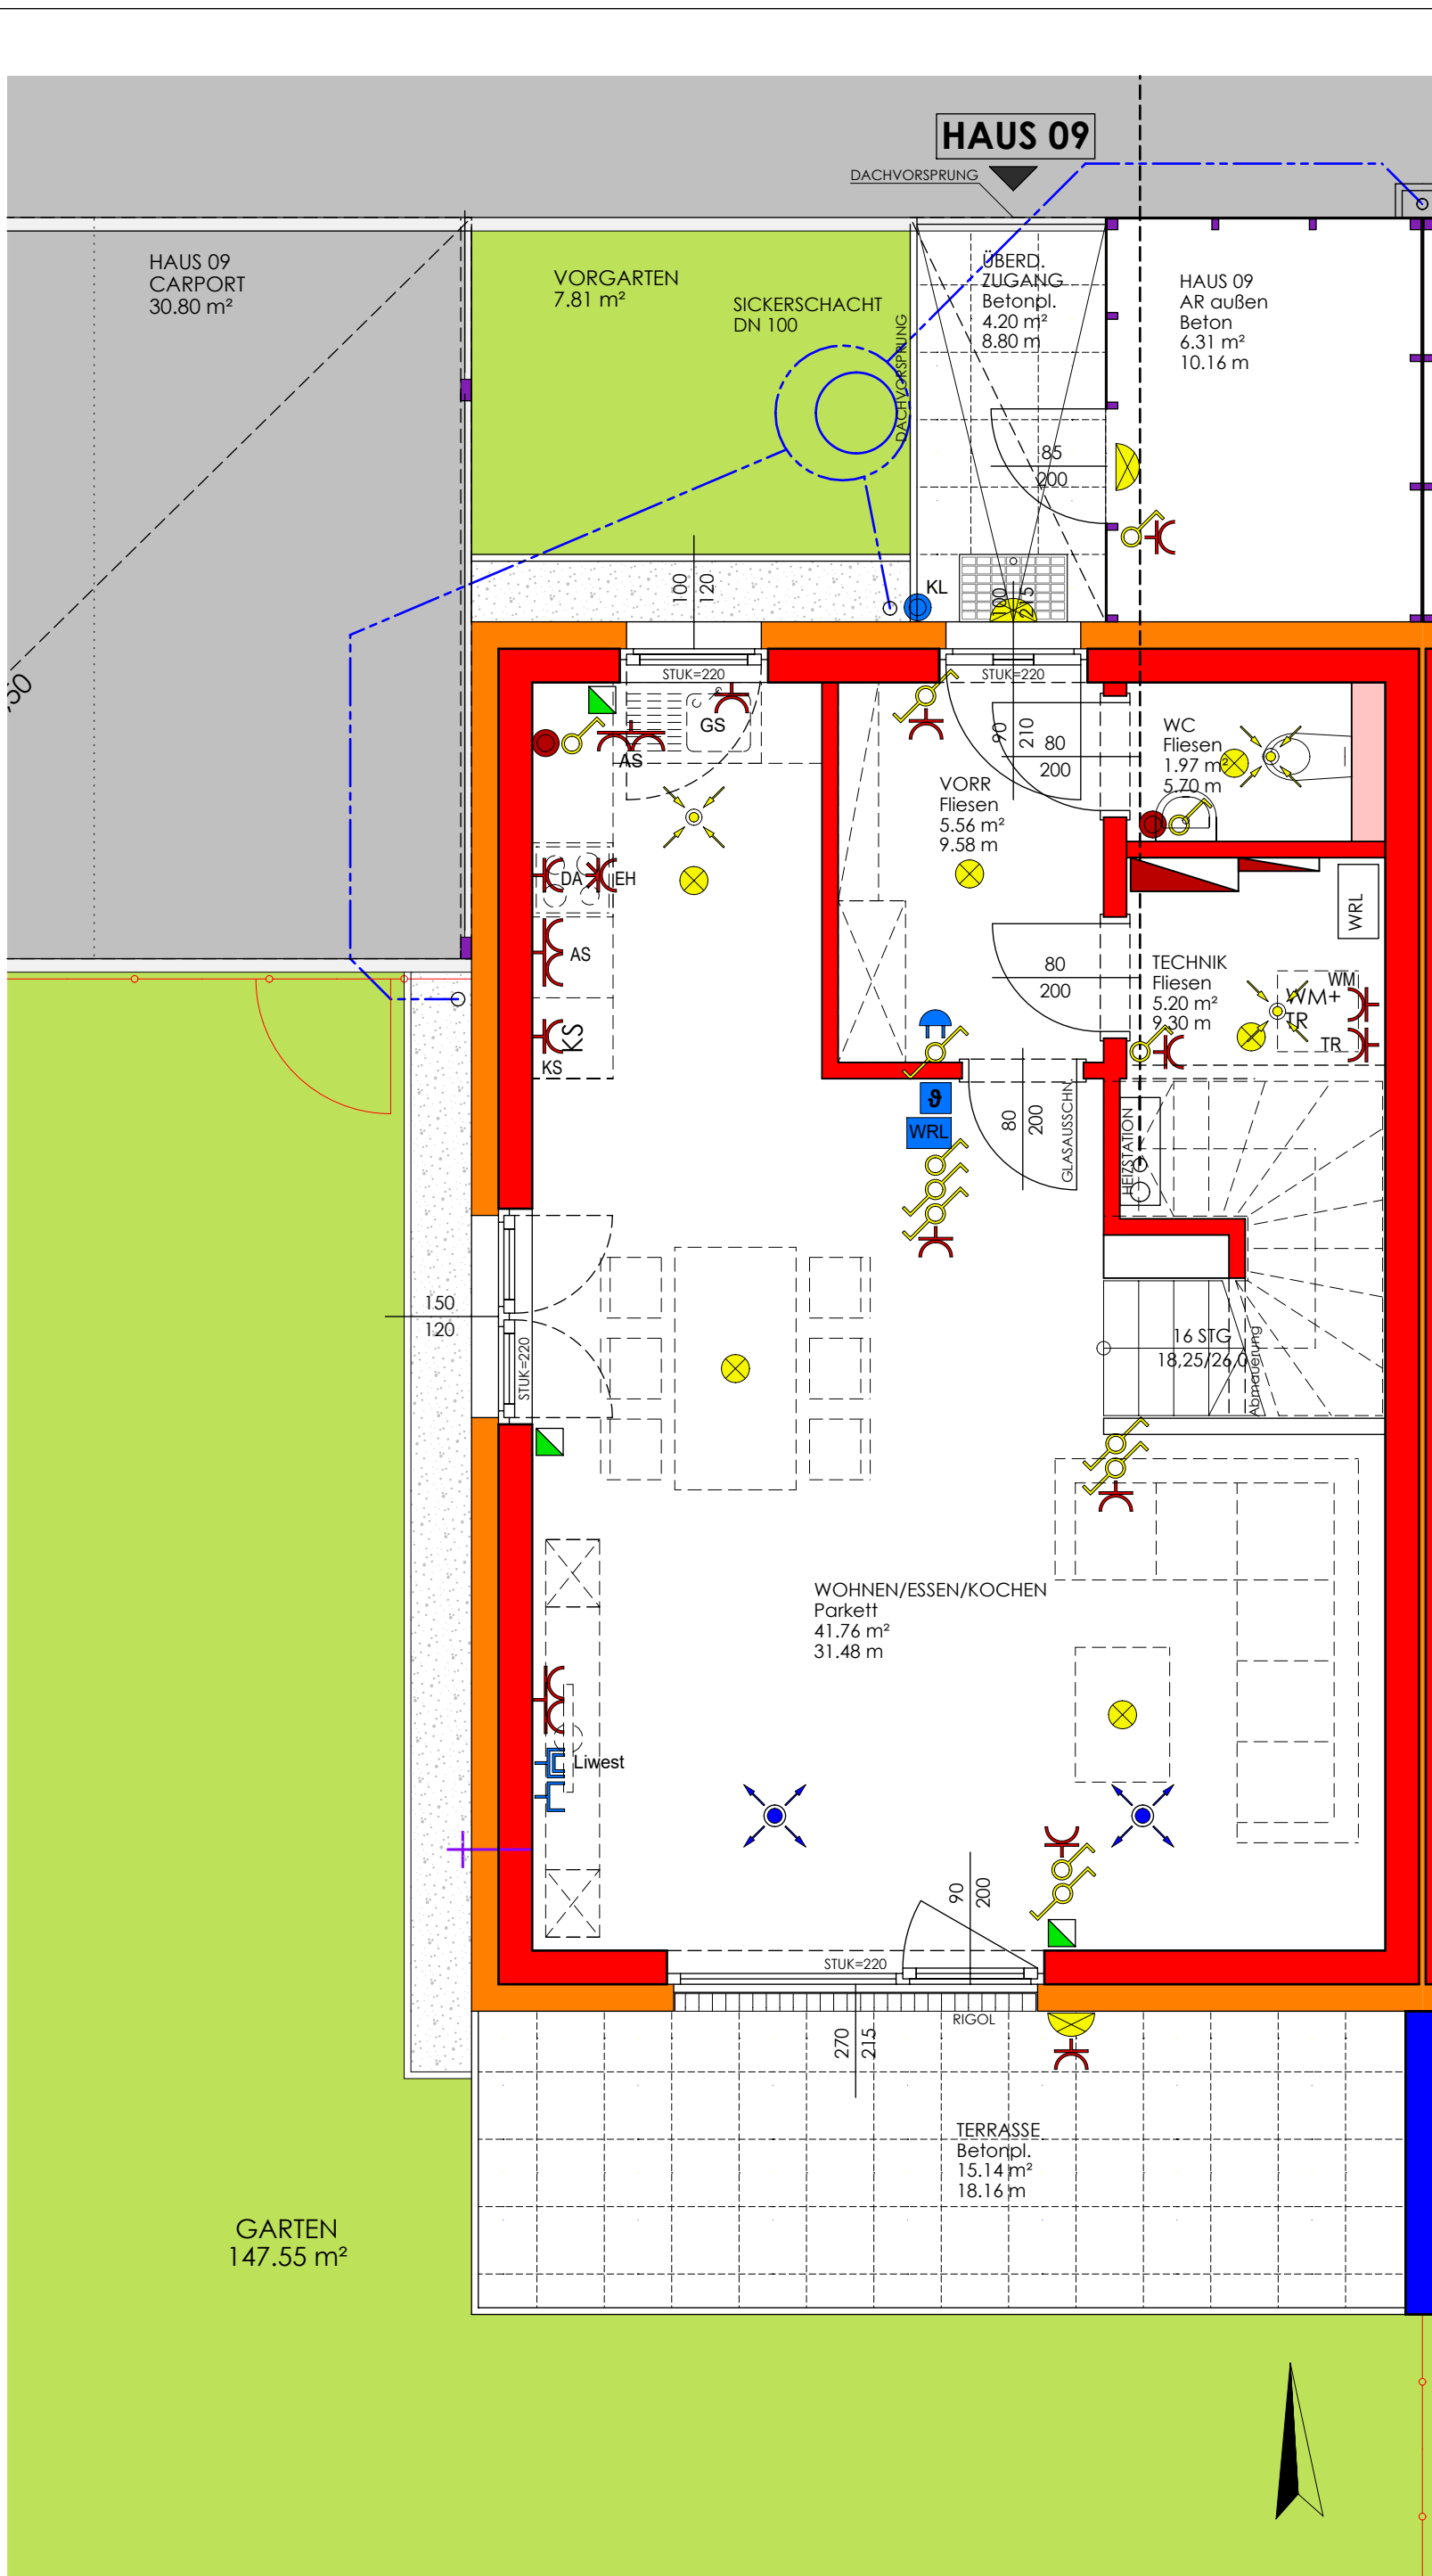 HAUS 09
DACHVORSPRUNG
HAUS 09
CARPORT
30.80 m²
VORGARTEN
7.81 m²
SICKERSCHACHT
DN 100
DACHVORSPRUNG
ÜBERD.
ZUGANG
Betonpl.
4.20 m²
8.80 m
HAUS 09
AR außen
Beton
6.31 m²
10.16 m
85
200
100
120
KL
100
215
STUK=220
STUK=220
GS
AS
90
210
80
200
WC
Fliesen
1.97 m²
5.70 m
VORR
Fliesen
5.56 m²
9.58 m
DA
EH
AS
KS
KS
WRL
80
200
TECHNIK
Fliesen
5.20 m²
9.30 m
WM
WM+
TR
TR
ϑ
WRL
80
200
GLASAUSSCHN.
HEIZSTATION
150
120
STUK=220
16 STG
18,25/26,0
Abmauerung
WOHNEN/ESSEN/KOCHEN
Parkett
41.76 m²
31.48 m
Liwest
90
200
STUK=220
RIGOL
270
215
TERRASSE
Betonpl.
15.14 m²
18.16 m
GARTEN
147.55 m²